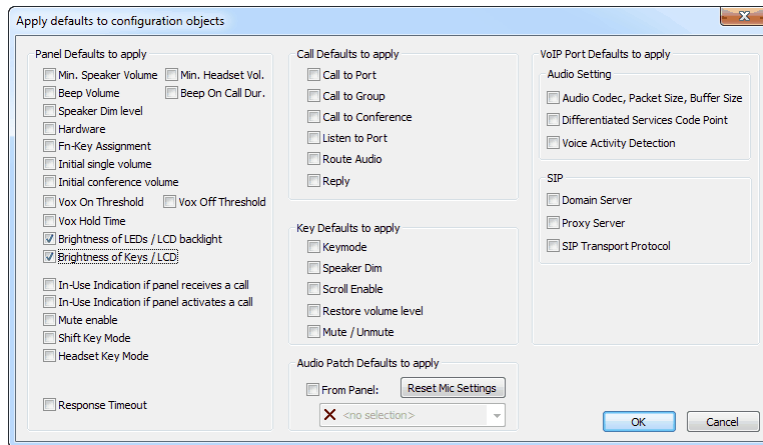 Apply defaults to configuration objects
Panel Defaults to apply
Min. Speaker Volume Min. Headset Vol.
Beep Volume Beep On Call Dur.
Speaker Dim level
Hardware
Fn-Key Assignment
Initial single volume
Initial conference volume
Vox On Threshold Vox Off Threshold
Vox Hold Time
Brightness of LEDs / LCD backlight
Brightness of Keys / LCD
In-Use Indication if panel receives a call
In-Use Indication if panel activates a call
Mute enable
Shift Key Mode
Headset Key Mode
Response Timeout
Call Defaults to apply
Call to Port
Call to Group
Call to Conference
Listen to Port
Route Audio
Reply
Key Defaults to apply
Keymode
Speaker Dim
Scroll Enable
Restore volume level
Mute / Unmute
Audio Patch Defaults to apply
From Panel: Reset Mic Settings
<no selection>
VoIP Port Defaults to apply
Audio Setting
Audio Codec, Packet Size, Buffer Size
Differentiated Services Code Point
Voice Activity Detection
SIP
Domain Server
Proxy Server
SIP Transport Protocol
OK Cancel